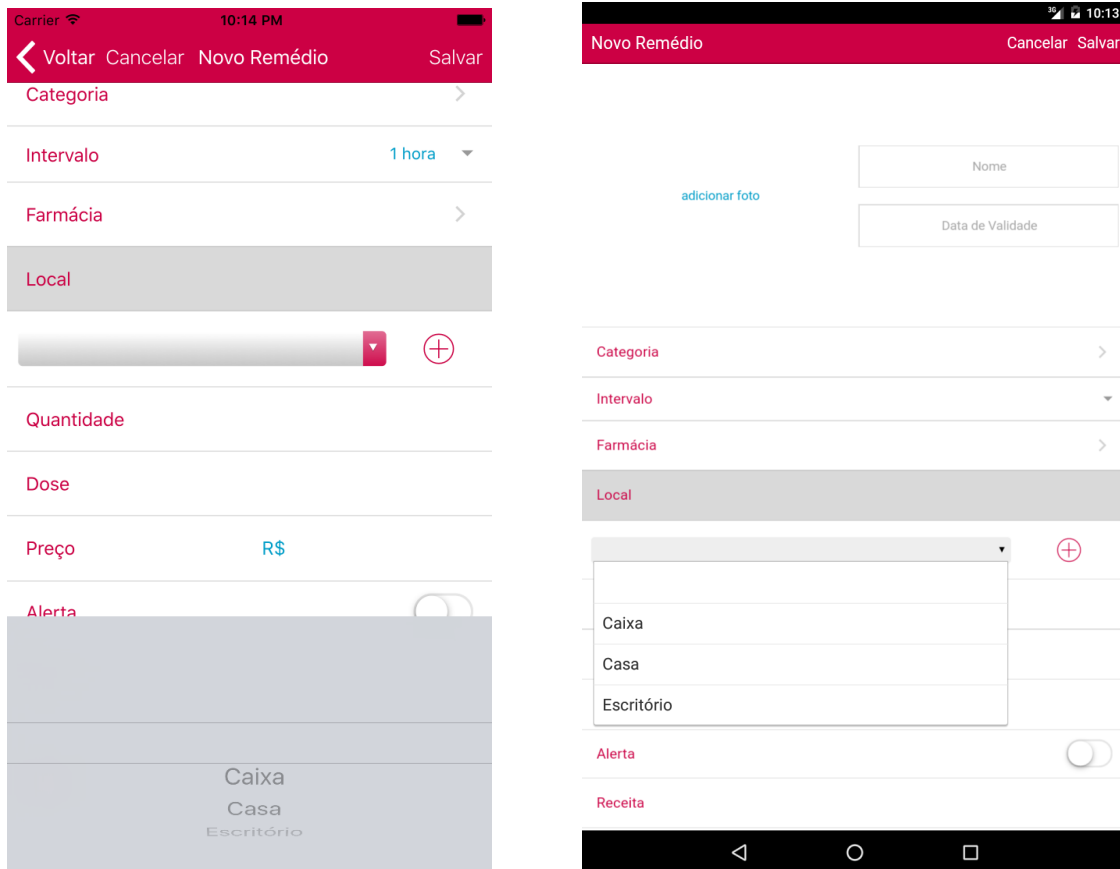 Carrier 10:14 PM
Voltar Cancelar Novo Remédio Salvar
Categoria
Intervalo 1 hora
Farmácia
Local
Quantidade
Dose
Preço R$
Alerta
Caixa
Casa
Escritório
3G 10:13
Novo Remédio Cancelar Salvar
adicionar foto
Nome
Data de Validade
Categoria
Intervalo
Farmácia
Local
Caixa
Casa
Escritório
Alerta
Receita